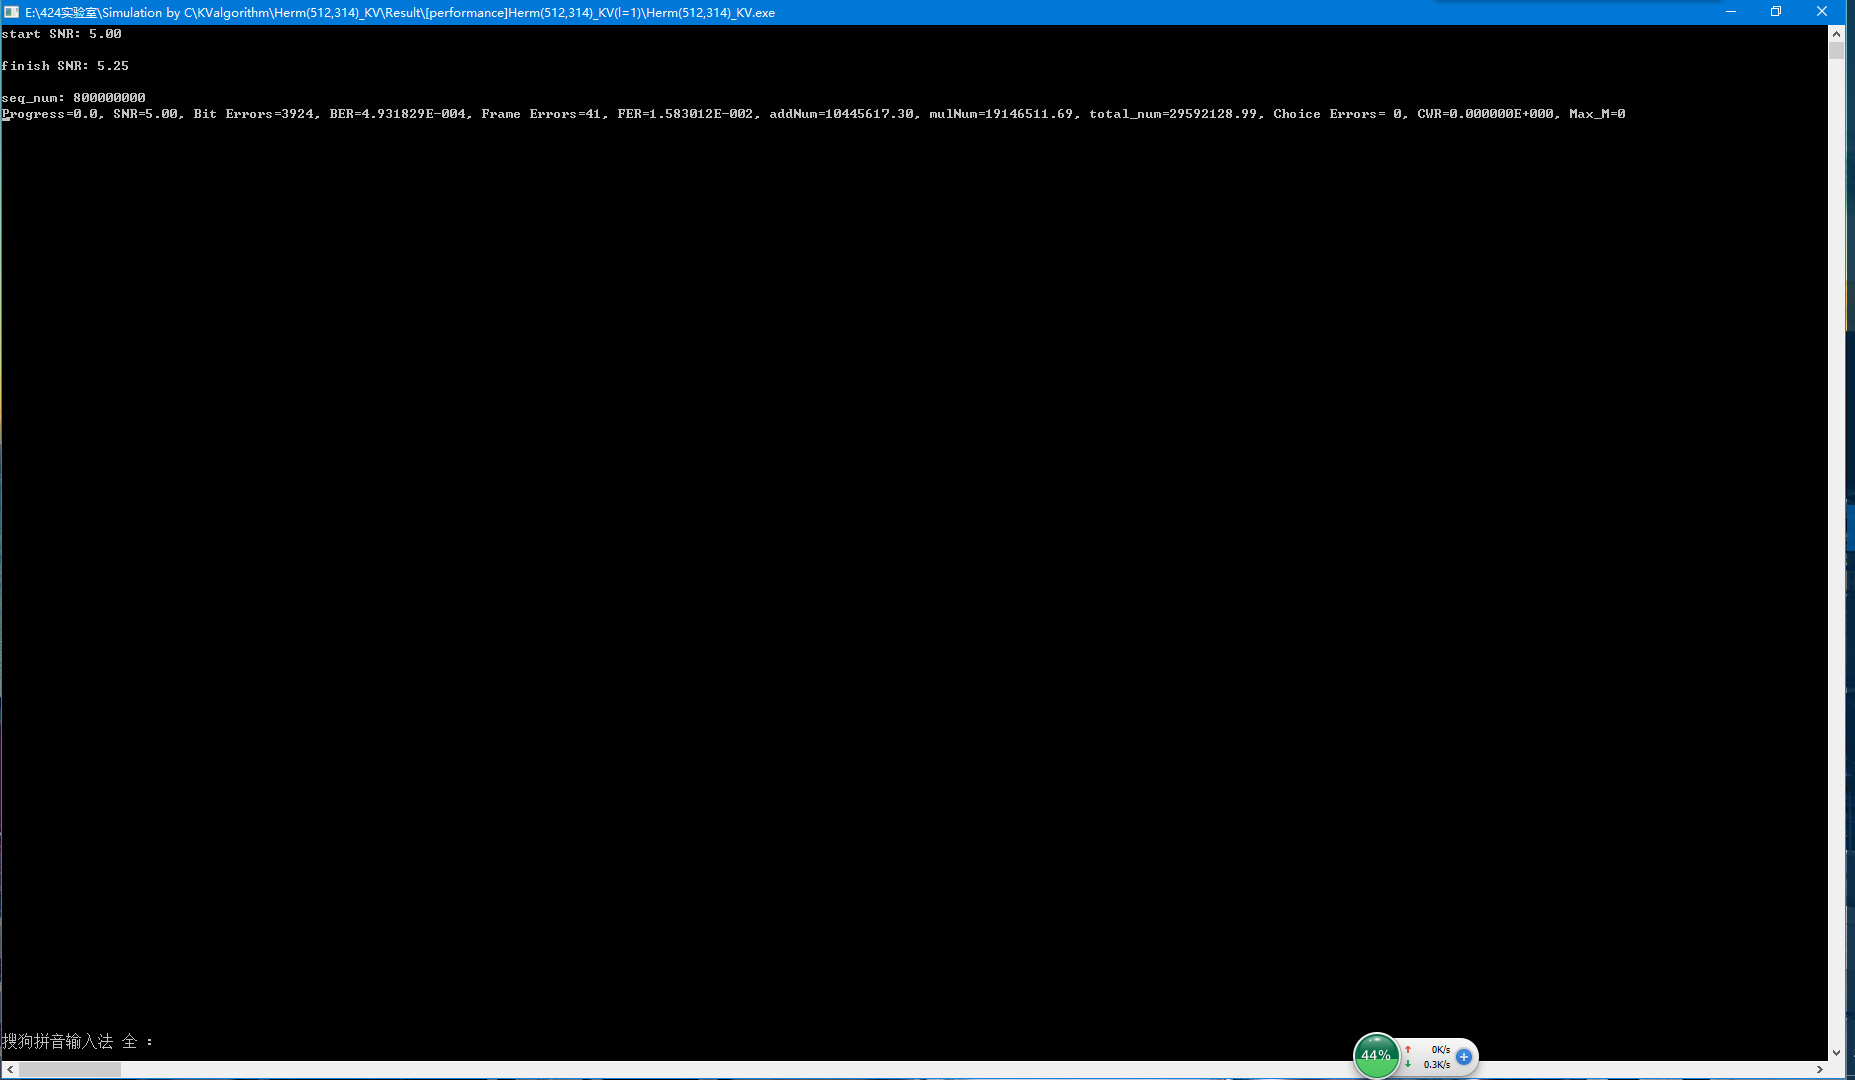 E:\424实验室\Simulation by C\KValgorithm\Herm(512,314)_KV\Result\[performance]Herm(512,314)_KV(l=1)\Herm(512,314)_KV.exe
start SNR: 5.00
finish SNR: 5.25
seq_num: 800000000
Progress=0.0, SNR=5.00, Bit Errors=3924, BER=4.931829E-004, Frame Errors=41, FER=1.583012E-002, addNum=10445617.30, mulNum=19146511.69, total_num=29592128.99, Choice Errors= 0, CWR=0.000000E+000, Max_M=0
搜狗拼音输入法 全 :
44%
0K/s
0.3K/s